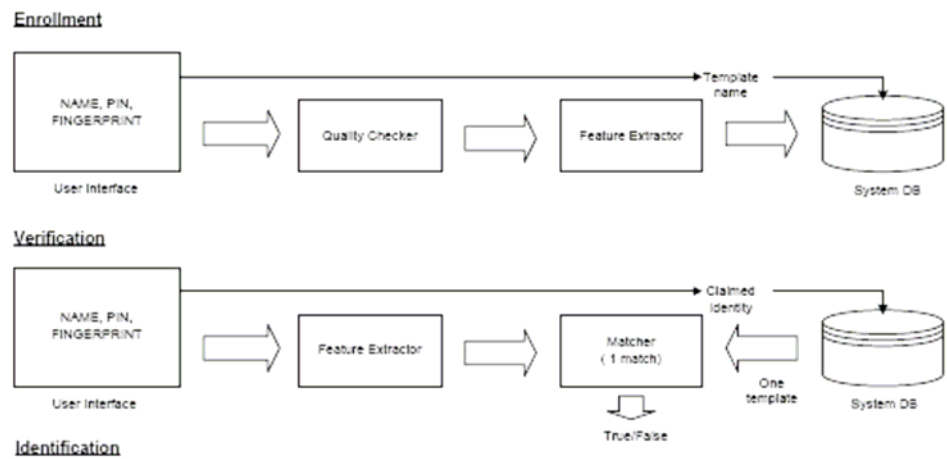 Enrollment
NAME, PIN,
FINGERPRINT
User Interface
Quality Checker
Feature Extractor
Template
name
System DB
Verification
NAME, PIN,
FINGERPRINT
User Interface
Feature Extractor
Matcher
( 1 match)
True/False
Claimed
Identity
One
template
System DB
Identification